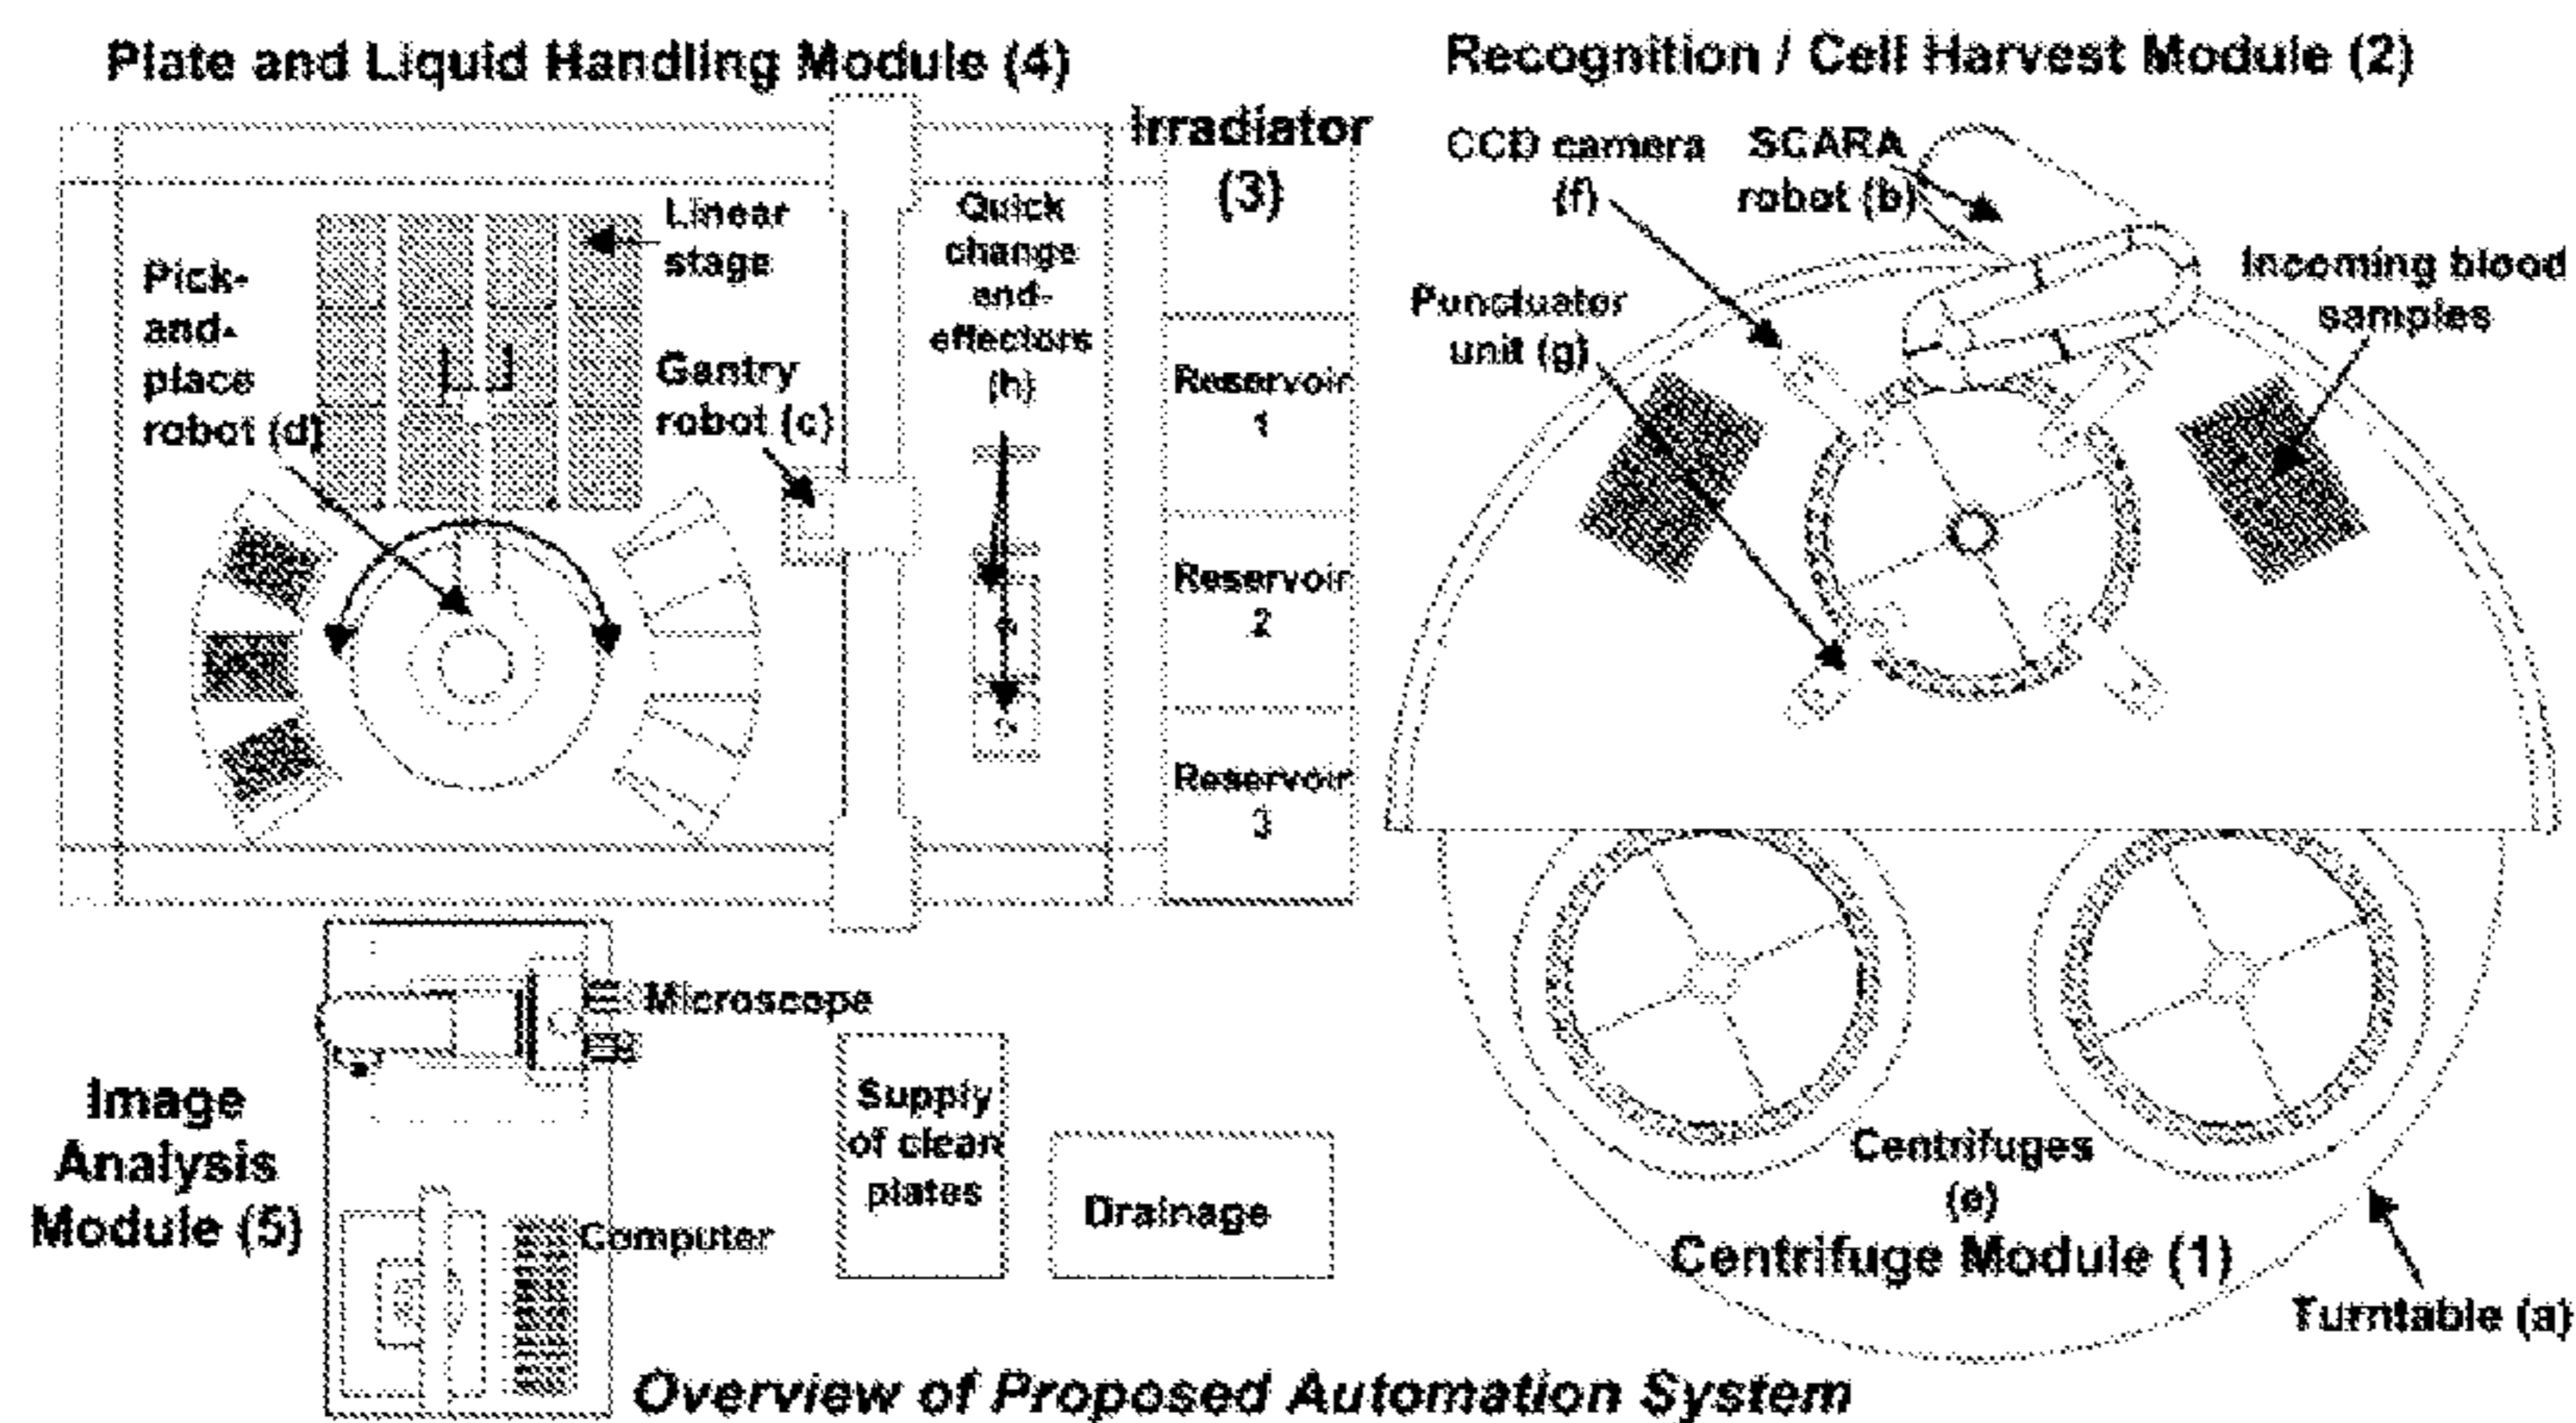 Plate and Liquid Handling Module (4)
Recognition / Cell Harvest Module (2)
Irradiator
(3)
CCD camera
(f)
SCARA
robot (b)
Incoming blood
samples
Punctuator
unit (g)
Linear
stage
Quick
change
end-
effectors
(h)
Pick-
and-
place
robot (d)
Gantry
robot (c)
Reservoir
1
Reservoir
2
Reservoir
3
Microscope
Image
Analysis
Module (5)
Computer
Supply
of clean
plates
Drainage
Centrifuges
(e)
Centrifuge Module (1)
Turntable (a)
Overview of Proposed Automation System